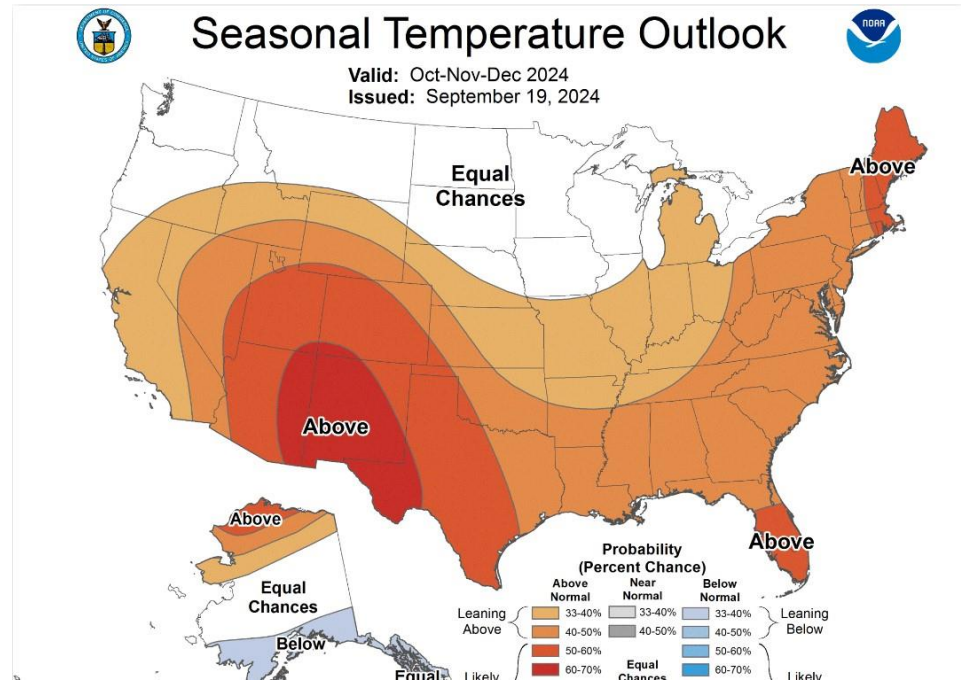 NOAA
Seasonal Temperature Outlook
Valid: Oct-Nov-Dec 2024
Issued: September 19, 2024
Above
Equal
Chances
Above
Above
Above
Equal
Chances
Below
Equal
Probability
(Percent Chance)
Above Normal
Near Normal
Below Normal
Leaning Above
33-40%
33-40%
33-40%
Leaning Below
40-50%
40-50%
40-50%
50-60%
50-60%
60-70%
Equal Chances
60-70%
Likely
Likely